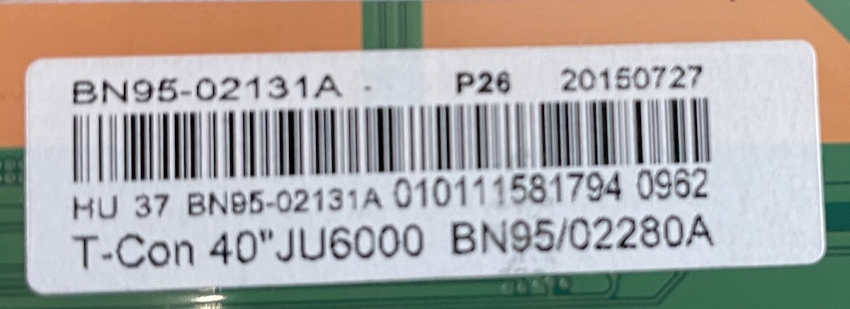 BN95-02131A - P26 20150727
HU 37 BN95-02131A 010111581794 0962
T-Con 40"JU6000 BN95/02280A